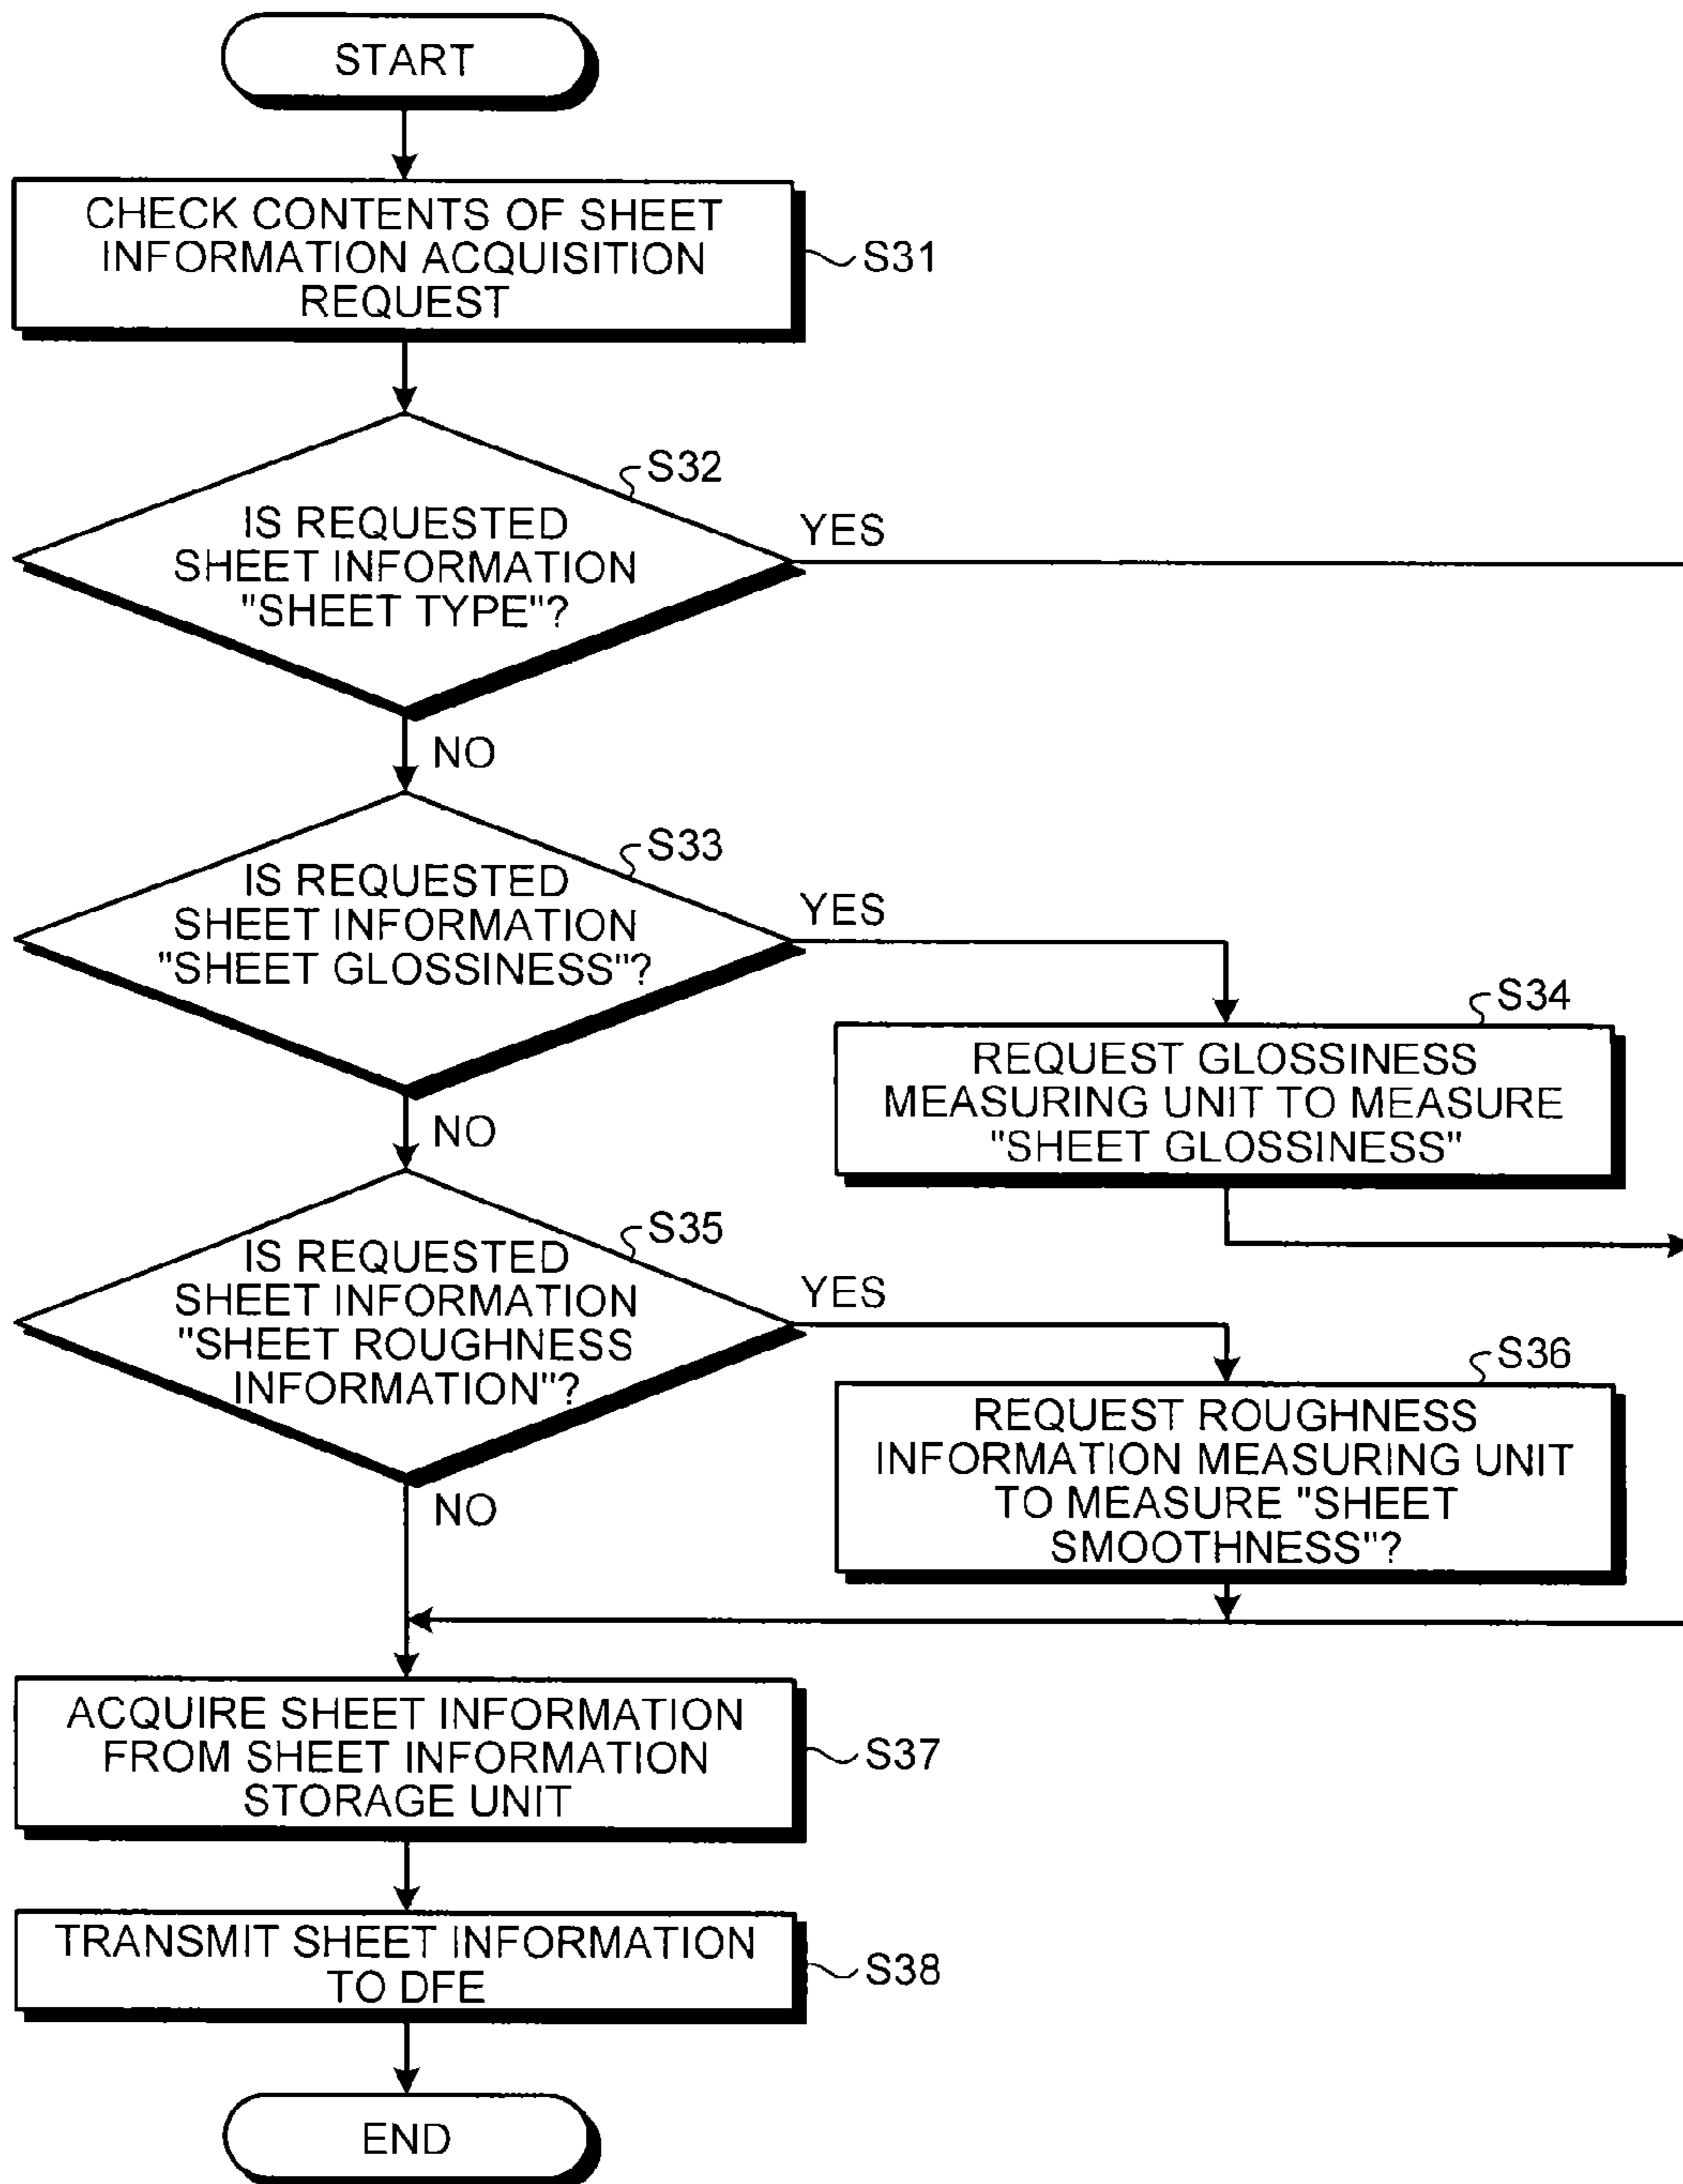 START
CHECK CONTENTS OF SHEET
INFORMATION ACQUISITION
REQUEST
S31
S32
IS REQUESTED
SHEET INFORMATION
"SHEET TYPE"?
YES
NO
S33
IS REQUESTED
SHEET INFORMATION
"SHEET GLOSSINESS"?
YES
NO
S34
REQUEST GLOSSINESS
MEASURING UNIT TO MEASURE
"SHEET GLOSSINESS"
S35
IS REQUESTED
SHEET INFORMATION
"SHEET ROUGHNESS
INFORMATION"?
YES
NO
S36
REQUEST ROUGHNESS
INFORMATION MEASURING UNIT
TO MEASURE "SHEET
SMOOTHNESS"?
ACQUIRE SHEET INFORMATION
FROM SHEET INFORMATION
STORAGE UNIT
S37
TRANSMIT SHEET INFORMATION
TO DFE
S38
END